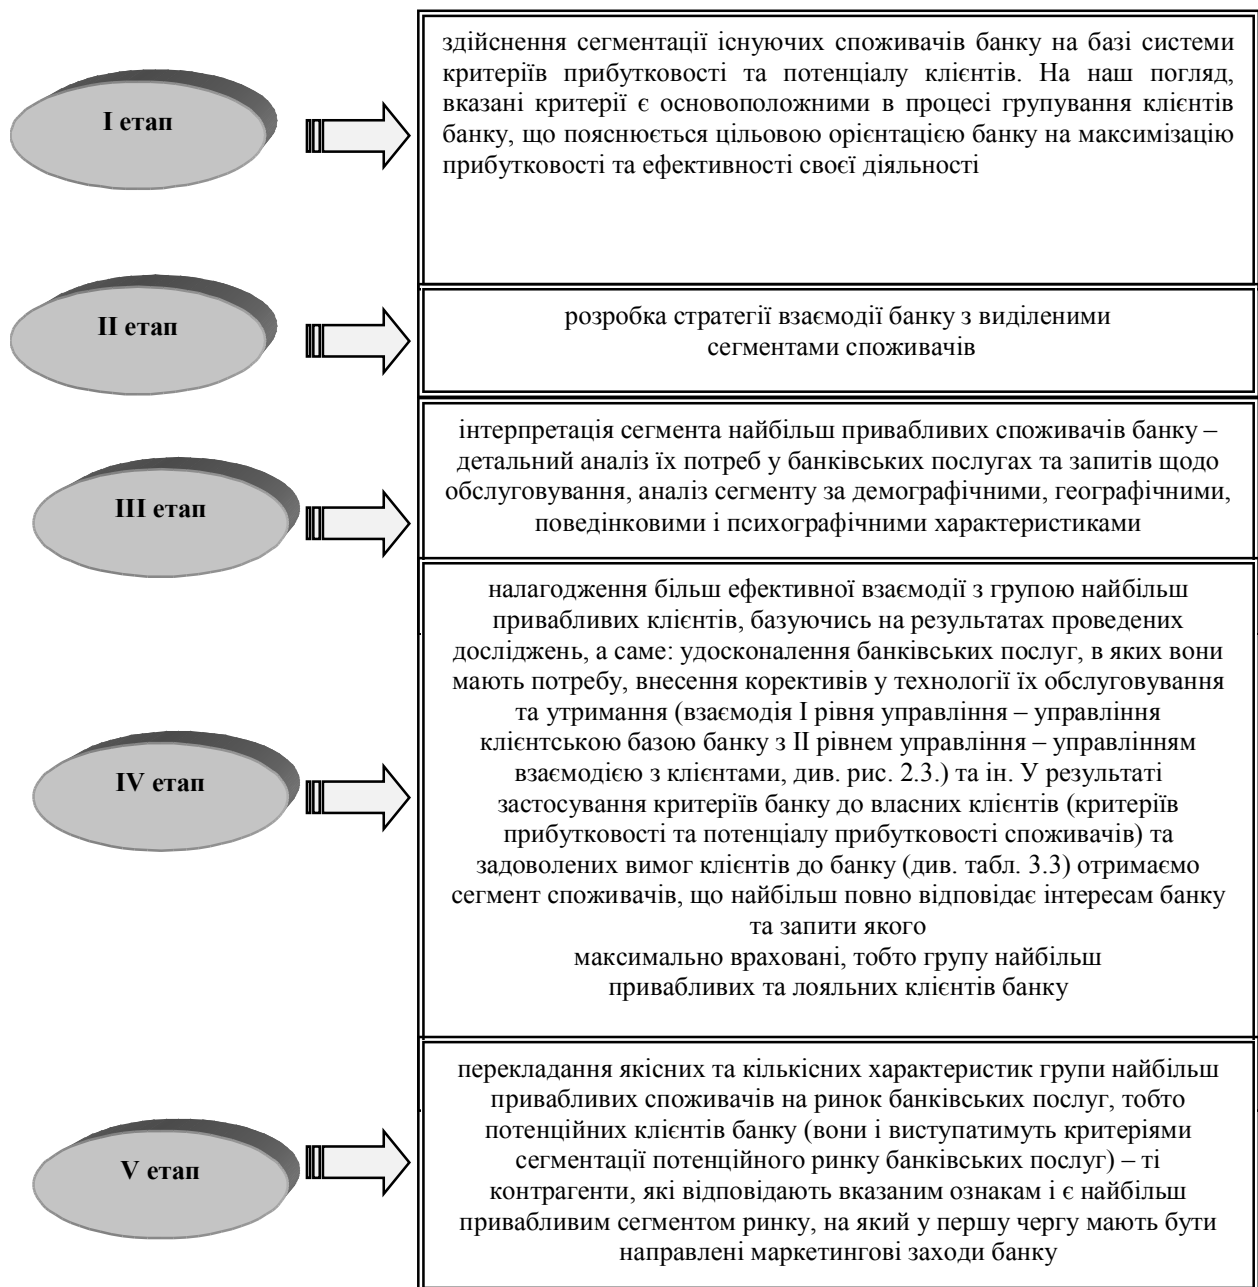 I етап
здійснення сегментації існуючих споживачів банку на базі системи
критеріїв прибутковості та потенціалу клієнтів. На наш погляд,
вказані критерії є основоположними в процесі групування клієнтів
банку, що пояснюється цільовою орієнтацією банку на максимізацію
прибутковості та ефективності своєї діяльності
II етап
розробка стратегії взаємодії банку з виділеними
сегментами споживачів
III етап
інтерпретація сегмента найбільш привабливих споживачів банку –
детальний аналіз їх потреб у банківських послугах та запитів щодо
обслуговування, аналіз сегменту за демографічними, географічними,
поведінковими і психографічними характеристиками
IV етап
налагодження більш ефективної взаємодії з групою найбільш
привабливих клієнтів, базуючись на результатах проведених
досліджень, а саме: удосконалення банківських послуг, в яких вони
мають потребу, внесення корективів у технології їх обслуговування
та утримання (взаємодія I рівня управління – управління
клієнтською базою банку з II рівнем управління – управлінням
взаємодією з клієнтами, див. рис. 2.3.) та ін. У результаті
застосування критеріїв банку до власних клієнтів (критеріїв
прибутковості та потенціалу прибутковості споживачів) та
задоволених вимог клієнтів до банку (див. табл. 3.3) отримаємо
сегмент споживачів, що найбільш повно відповідає інтересам банку
та запити якого
максимально враховані, тобто групу найбільш
привабливих та лояльних клієнтів банку
V етап
перекладання якісних та кількісних характеристик групи найбільш
привабливих споживачів на ринок банківських послуг, тобто
потенційних клієнтів банку (вони і виступатимуть критеріями
сегментації потенційного ринку банківських послуг) – ті
контрагенти, які відповідають вказаним ознакам і є найбільш
привабливим сегментом ринку, на який у першу чергу мають бути
направлені маркетингові заходи банку